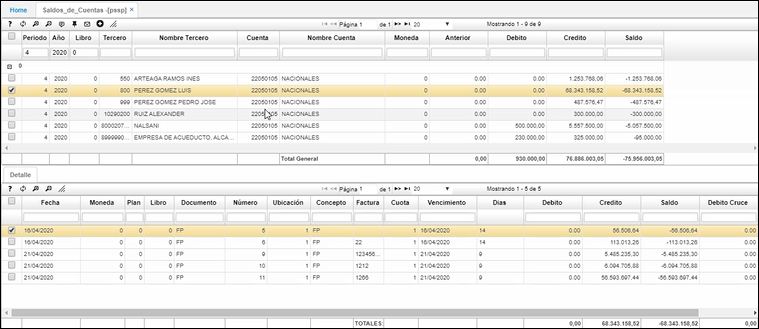 Home Saldos_de_Cuentas -[pssp] ×
Página 1 de 1 20 Mostrando 1 - 9 de 9
Periodo Año Libro Tercero Nombre Tercero Cuenta Nombre Cuenta Moneda Anterior Debito Credito Saldo
4 2020 0
0
4 2020 0 550 ARTEAGA RAMOS INES 22050105 NACIONALES 0 0.00 0.00 1.253.768,06 -1.253.768,06
4 2020 0 800 PEREZ GOMEZ LUIS 22050105 NACIONALES 0 0.00 0.00 68.343.158,52 -68.343.158,52
4 2020 0 999 PEREZ GOMEZ PEDRO JOSE 22050105 NACIONALES 0 0.00 0.00 487.576,47 -487.576,47
4 2020 0 10290200 RUIZ ALEXANDER 22050105 NACIONALES 0 0.00 0.00 300.000,00 -300.000,00
4 2020 0 8000207... NALSANI 22050105 NACIONALES 0 0.00 500.000,00 5.557.500,00 -5.057.500,00
4 2020 0 8999990... EMPRESA DE ACUEDUCTO, ALCA... 22050105 NACIONALES 0 0.00 230.000,00 325.000,00 -95.000,00
Total General 0,00 930.000,00 76.886.003,05 -75.956.003,05
Detalle
Página 1 de 1 20 Mostrando 1 - 5 de 5
Fecha Moneda Plan Libro Documento Número Ubicación Concepto Factura Cuota Vencimiento Dias Debito Credito Saldo Debito Cruce
16/04/2020 0 0 0 FP 5 1 FP 1 16/04/2020 14 0.00 56.506,64 -56.506,64 0.00
16/04/2020 0 0 0 FP 6 1 FP 22 1 16/04/2020 14 0.00 113.013,26 -113.013,26 0.00
21/04/2020 0 0 0 FP 9 1 FP 123456... 1 21/04/2020 9 0.00 5.485.235,30 -5.485.235,30 0.00
21/04/2020 0 0 0 FP 10 1 FP 1212 1 21/04/2020 9 0.00 6.094.705,88 -6.094.705,88 0.00
21/04/2020 0 0 0 FP 11 1 FP 1266 1 21/04/2020 9 0.00 56.593.697,44 -56.593.697,44 0.00
TOTALES: 0,00 68.343.158,52 -68.343.158,52 0,00